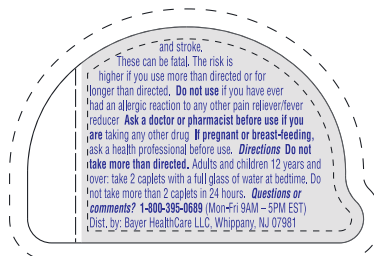 and stroke.
These can be fatal. The risk is
higher if you use more than directed or for
longer than directed. Do not use if you have ever
had an allergic reaction to any other pain reliever/fever
reducer Ask a doctor or pharmacist before use if you
are taking any other drug If pregnant or breast-feeding,
ask a health professional before use. Directions Do not
take more than directed. Adults and children 12 years and
over: take 2 caplets with a full glass of water at bedtime. Do
not take more than 2 caplets in 24 hours. Questions or
comments? 1-800-395-0689 (Mon-Fri 9AM – 5PM EST)
Dist. by: Bayer HealthCare LLC, Whippany, NJ 07981